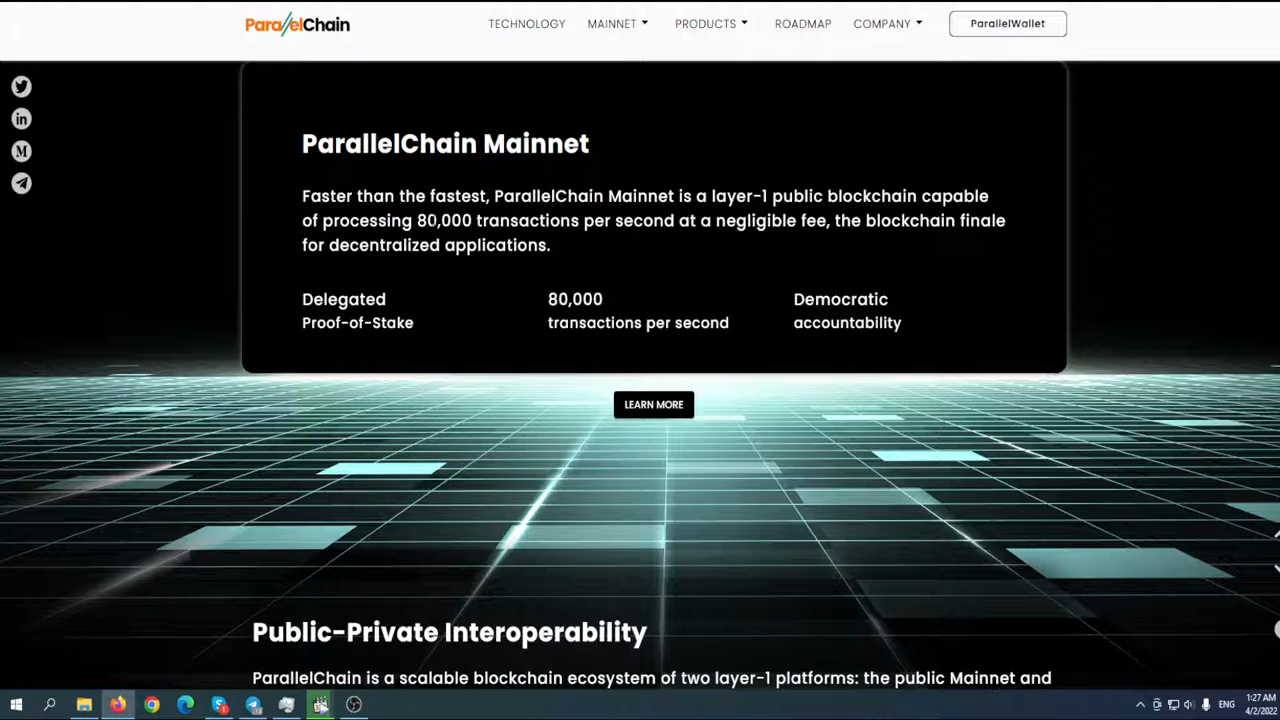 ParallelChain
TECHNOLOGY
MAINNET
PRODUCTS
ROADMAP
COMPANY
ParallelWallet
ParallelChain Mainnet
Faster than the fastest, ParallelChain Mainnet is a layer-1 public blockchain capable
of processing 80,000 transactions per second at a negligible fee, the blockchain finale
for decentralized applications.
Delegated
Proof-of-Stake
80,000
transactions per second
Democratic
accountability
LEARN MORE
Public-Private Interoperability
ParallelChain is a scalable blockchain ecosystem of two layer-1 platforms: the public Mainnet and
ENG
1:27 AM
4/2/2022